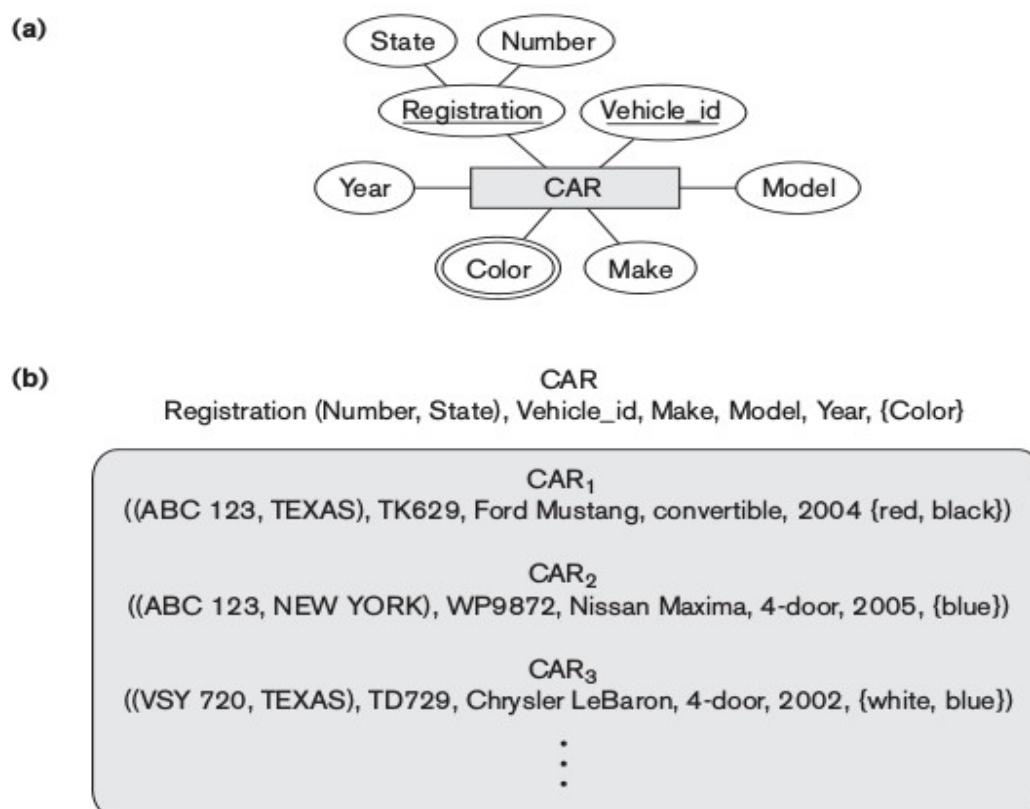 (a)
State Number
Registration Vehicle_id
Year CAR Model
Color Make
(b)
CAR
Registration (Number, State), Vehicle_id, Make, Model, Year, {Color}
CAR₁
((ABC 123, TEXAS), TK629, Ford Mustang, convertible, 2004 {red, black})
CAR₂
((ABC 123, NEW YORK), WP9872, Nissan Maxima, 4-door, 2005, {blue})
CAR₃
((VSY 720, TEXAS), TD729, Chrysler LeBaron, 4-door, 2002, {white, blue})